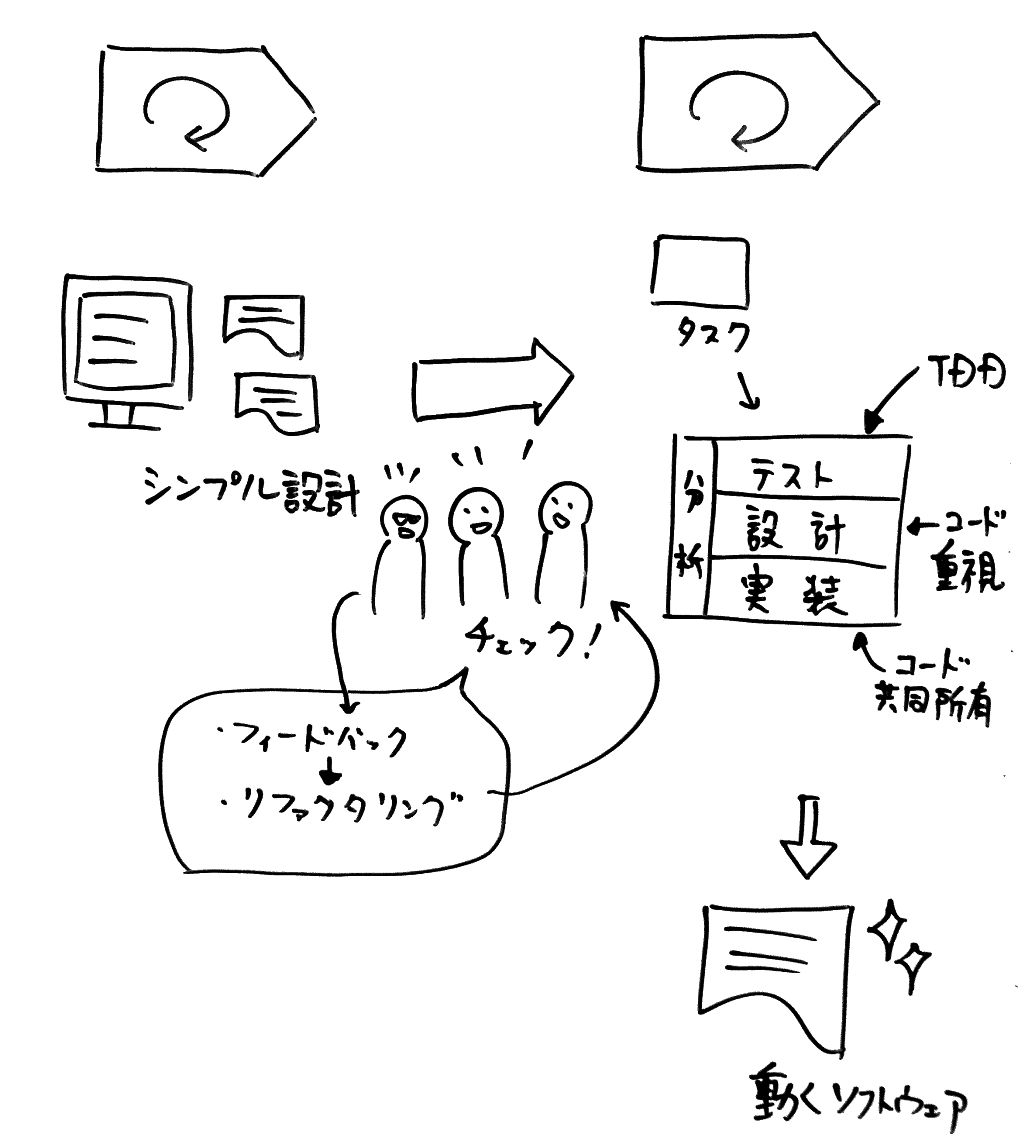 シンプル設計
チェック!
・フィードバック
・リファクタリング
タスク
TDD
分析
テスト
設計
実装
コード
重視
コード
共同所有
動くソフトウェア